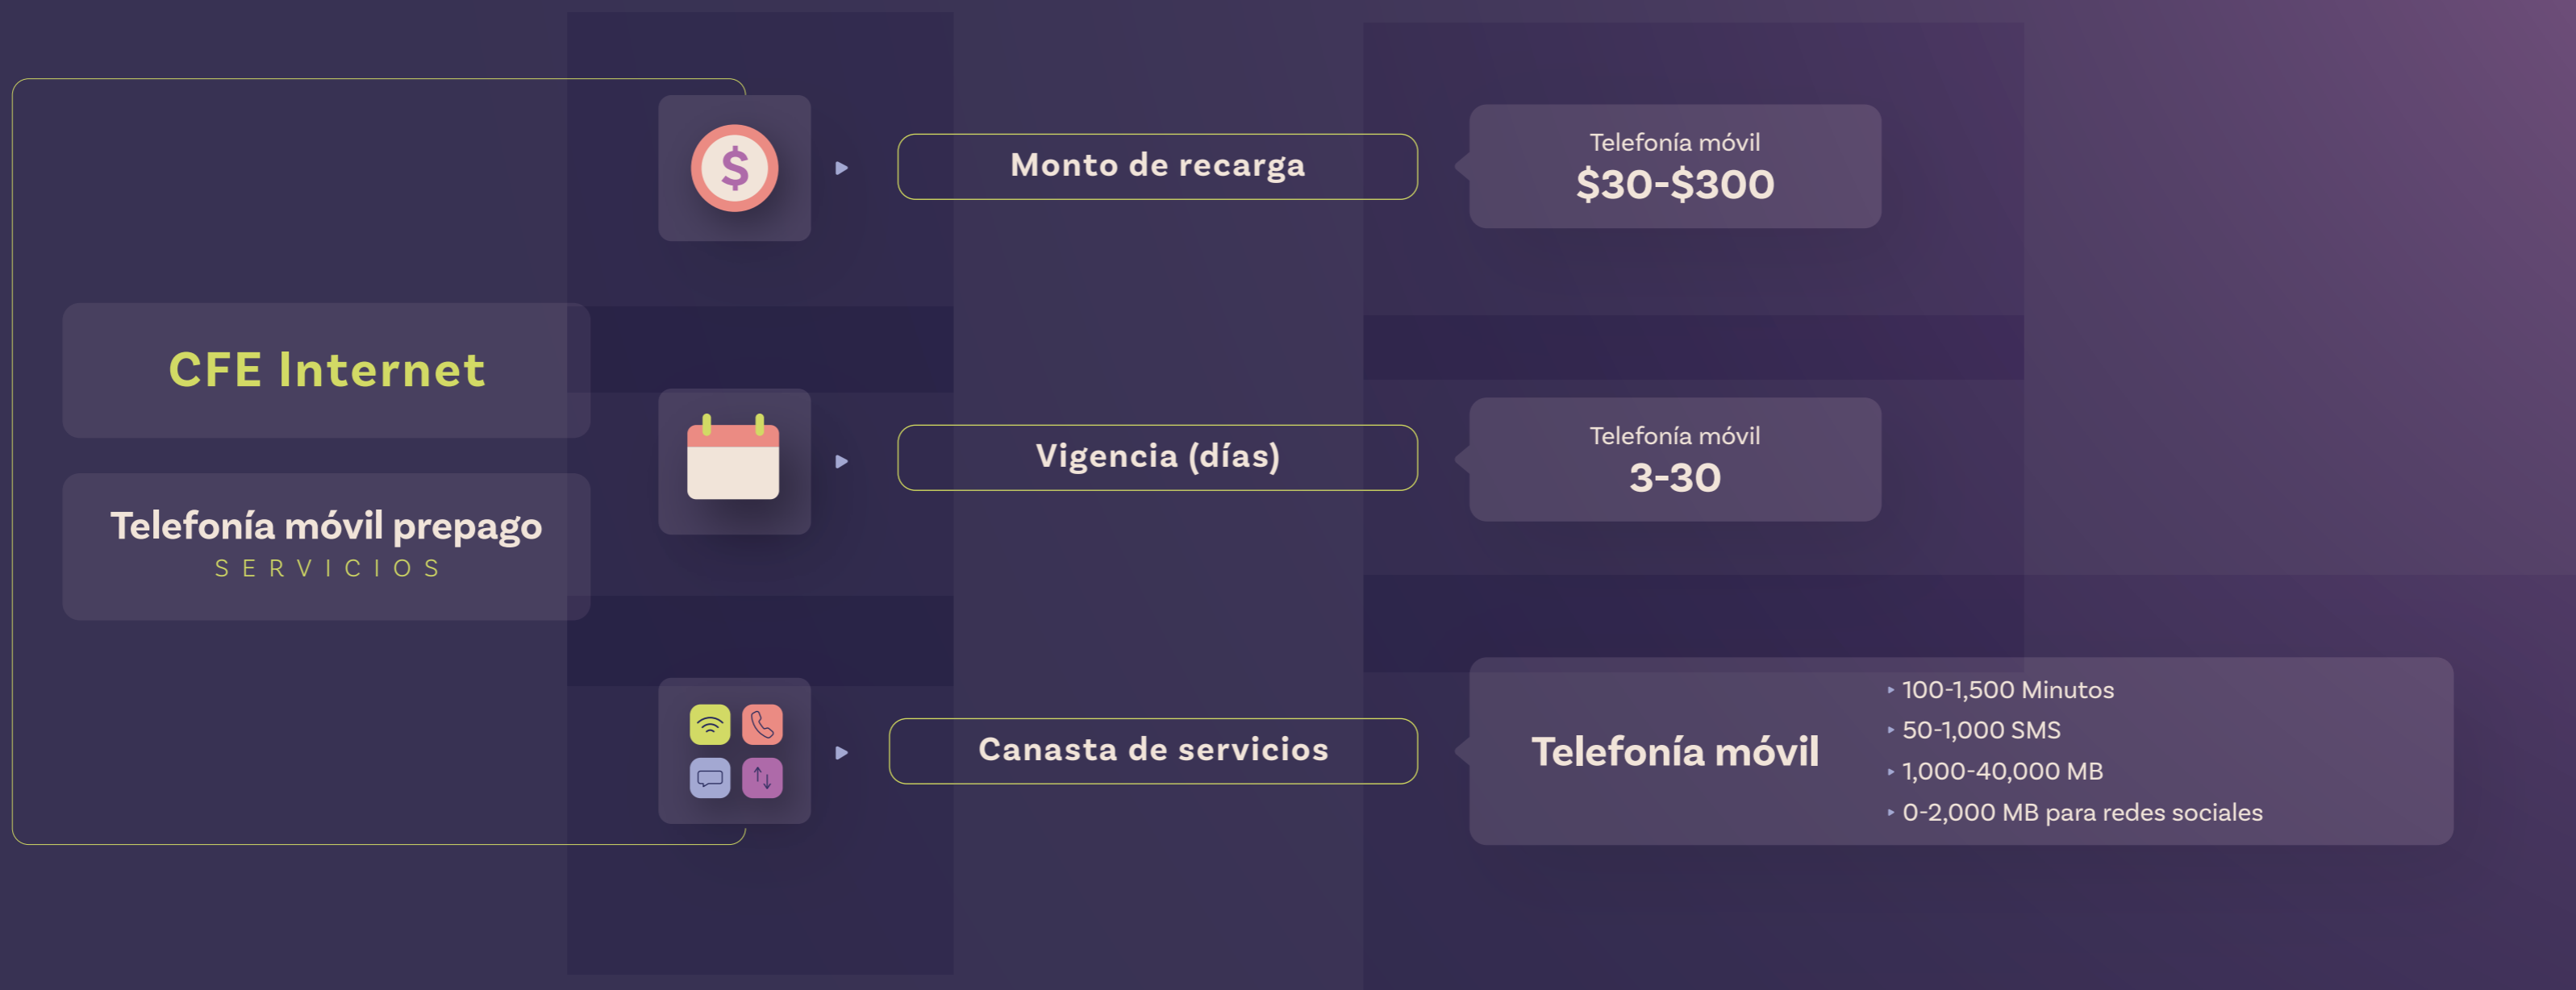 CFE Internet
Telefonía móvil prepago
SERVICIOS
$
Monto de recarga
Telefonía móvil
$30-$300
Vigencia (días)
Telefonía móvil
3-30
Canasta de servicios
Telefonía móvil
100-1,500 Minutos
50-1,000 SMS
1,000-40,000 MB
0-2,000 MB para redes sociales